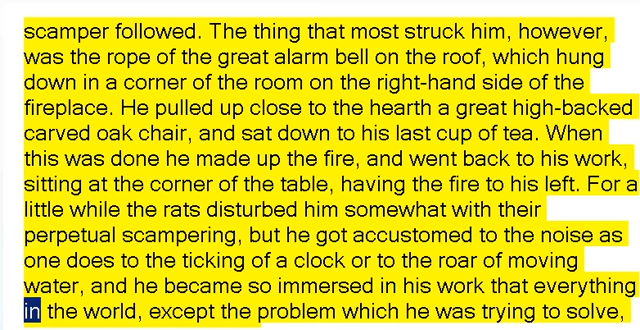 scamper followed. The thing that most struck him, however,
was the rope of the great alarm bell on the roof, which hung
down in a corner of the room on the right-hand side of the
fireplace. He pulled up close to the hearth a great high-backed
carved oak chair, and sat down to his last cup of tea. When
this was done he made up the fire, and went back to his work,
sitting at the corner of the table, having the fire to his left. For a
little while the rats disturbed him somewhat with their
perpetual scampering, but he got accustomed to the noise as
one does to the ticking of a clock or to the roar of moving
water, and he became so immersed in his work that everything
in the world, except the problem which he was trying to solve,